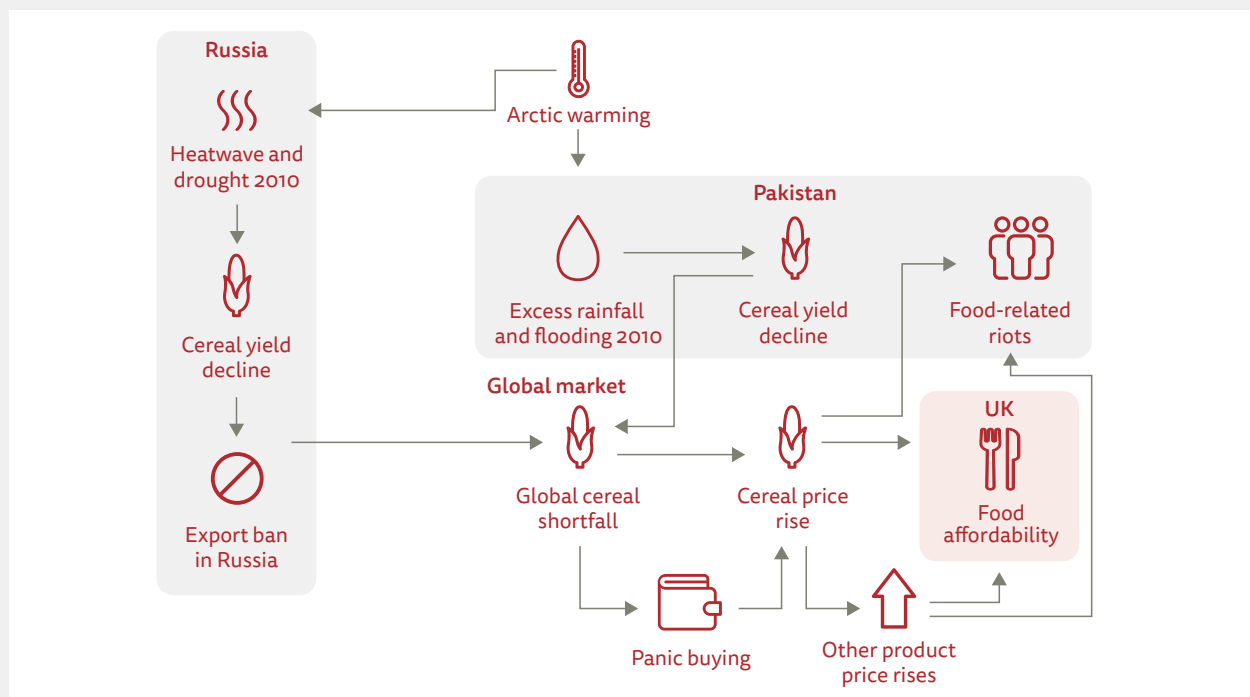 Russia
Heatwave and
drought 2010
Cereal yield
decline
Export ban
in Russia
Arctic warming
Pakistan
Excess rainfall
and flooding 2010
Cereal yield
decline
Food-related
riots
Global market
Global cereal
shortfall
Cereal price
rise
UK
Food
affordability
Panic buying
Other product
price rises